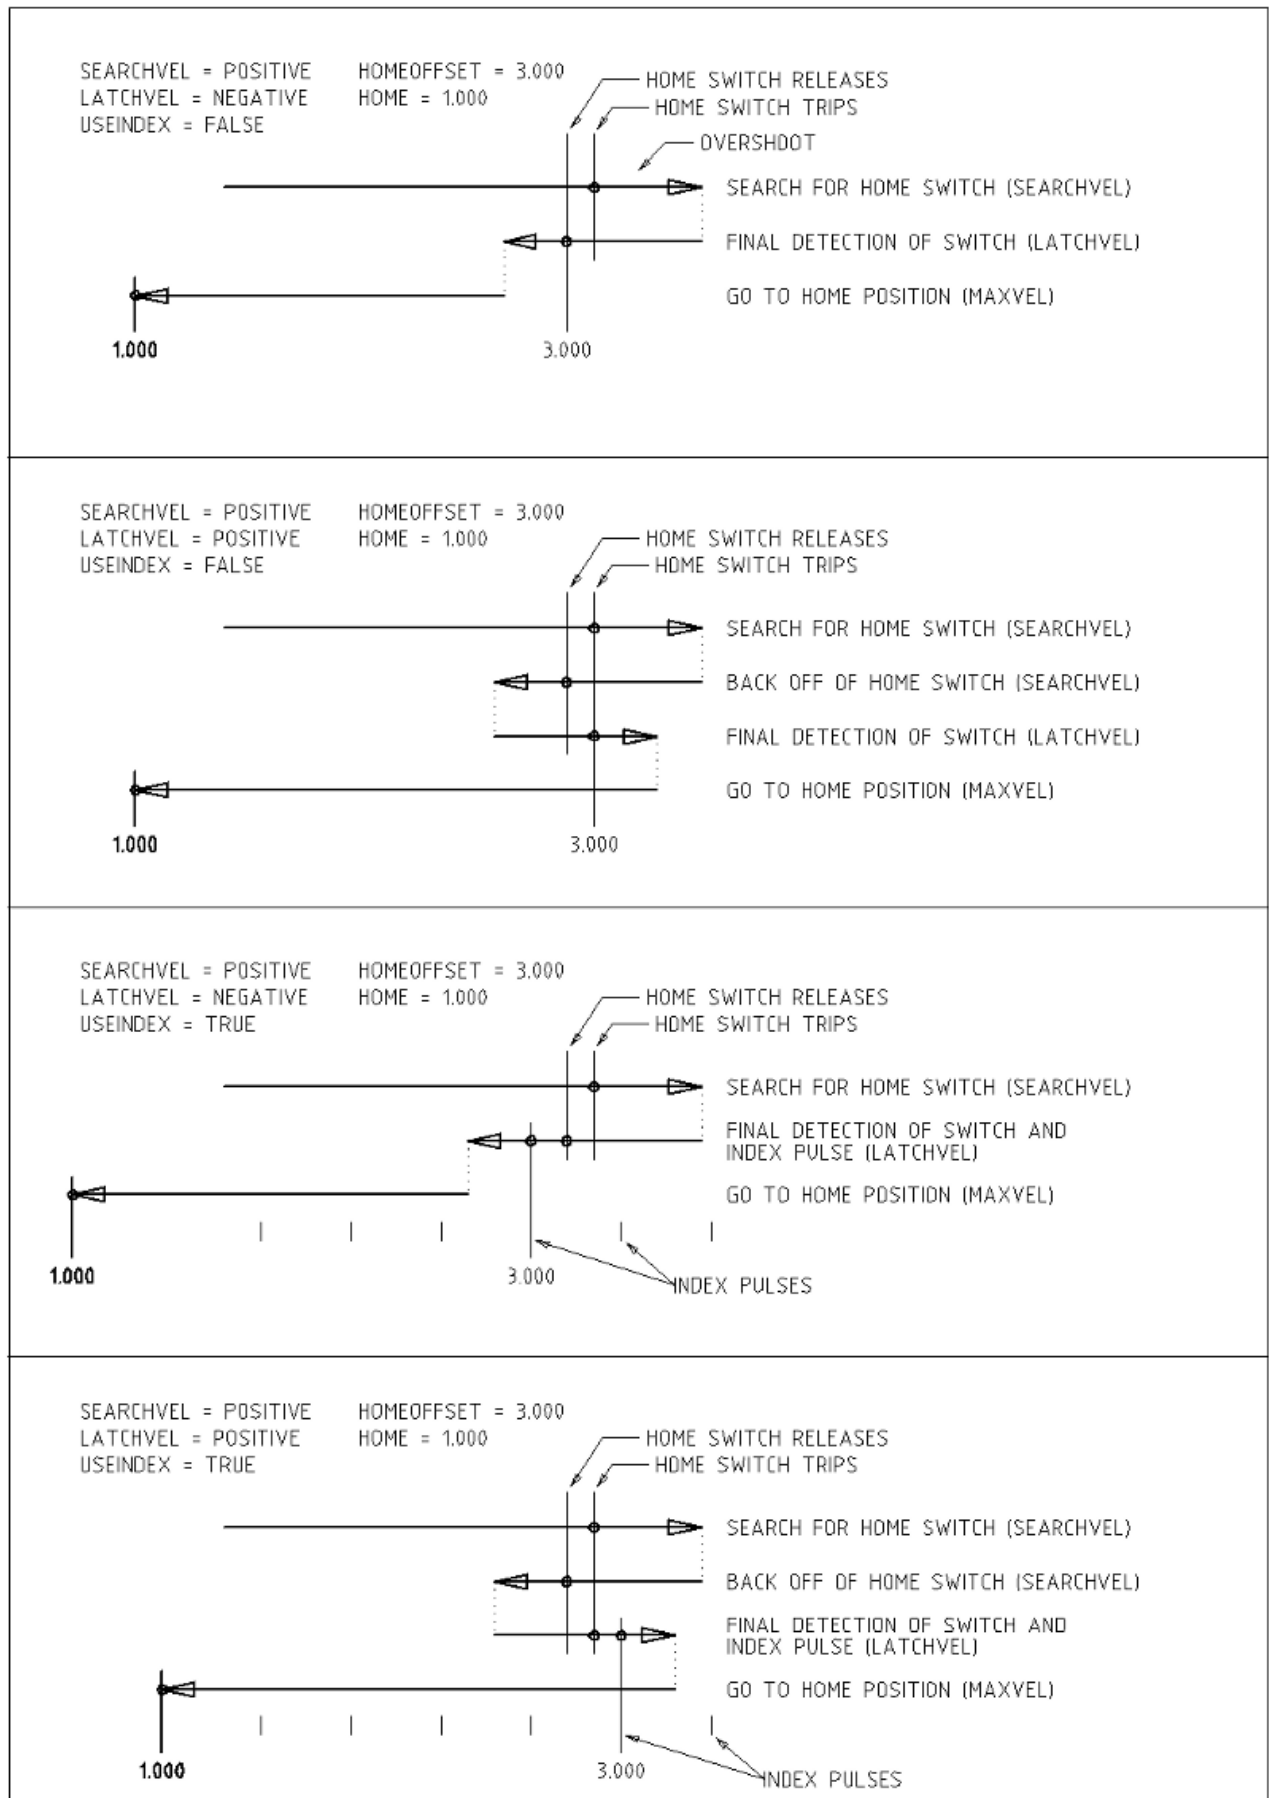 SEARCHVEL = POSITIVE HOMEOFFSET = 3.000
LATCHVEL = NEGATIVE HOME = 1.000
USEINDEX = FALSE
HOME SWITCH RELEASES
HOME SWITCH TRIPS
OVERSHOOT
SEARCH FOR HOME SWITCH (SEARCHVEL)
FINAL DETECTION OF SWITCH (LATCHVEL)
GO TO HOME POSITION (MAXVEL)
1.000 3.000
SEARCHVEL = POSITIVE HOMEOFFSET = 3.000
LATCHVEL = POSITIVE HOME = 1.000
USEINDEX = FALSE
HOME SWITCH RELEASES
HOME SWITCH TRIPS
SEARCH FOR HOME SWITCH (SEARCHVEL)
BACK OFF OF HOME SWITCH (SEARCHVEL)
FINAL DETECTION OF SWITCH (LATCHVEL)
GO TO HOME POSITION (MAXVEL)
1.000 3.000
SEARCHVEL = POSITIVE HOMEOFFSET = 3.000
LATCHVEL = NEGATIVE HOME = 1.000
USEINDEX = TRUE
HOME SWITCH RELEASES
HOME SWITCH TRIPS
SEARCH FOR HOME SWITCH (SEARCHVEL)
FINAL DETECTION OF SWITCH AND
INDEX PULSE (LATCHVEL)
GO TO HOME POSITION (MAXVEL)
1.000 3.000
INDEX PULSES
SEARCHVEL = POSITIVE HOMEOFFSET = 3.000
LATCHVEL = POSITIVE HOME = 1.000
USEINDEX = TRUE
HOME SWITCH RELEASES
HOME SWITCH TRIPS
SEARCH FOR HOME SWITCH (SEARCHVEL)
BACK OFF OF HOME SWITCH (SEARCHVEL)
FINAL DETECTION OF SWITCH AND
INDEX PULSE (LATCHVEL)
GO TO HOME POSITION (MAXVEL)
1.000 3.000
INDEX PULSES